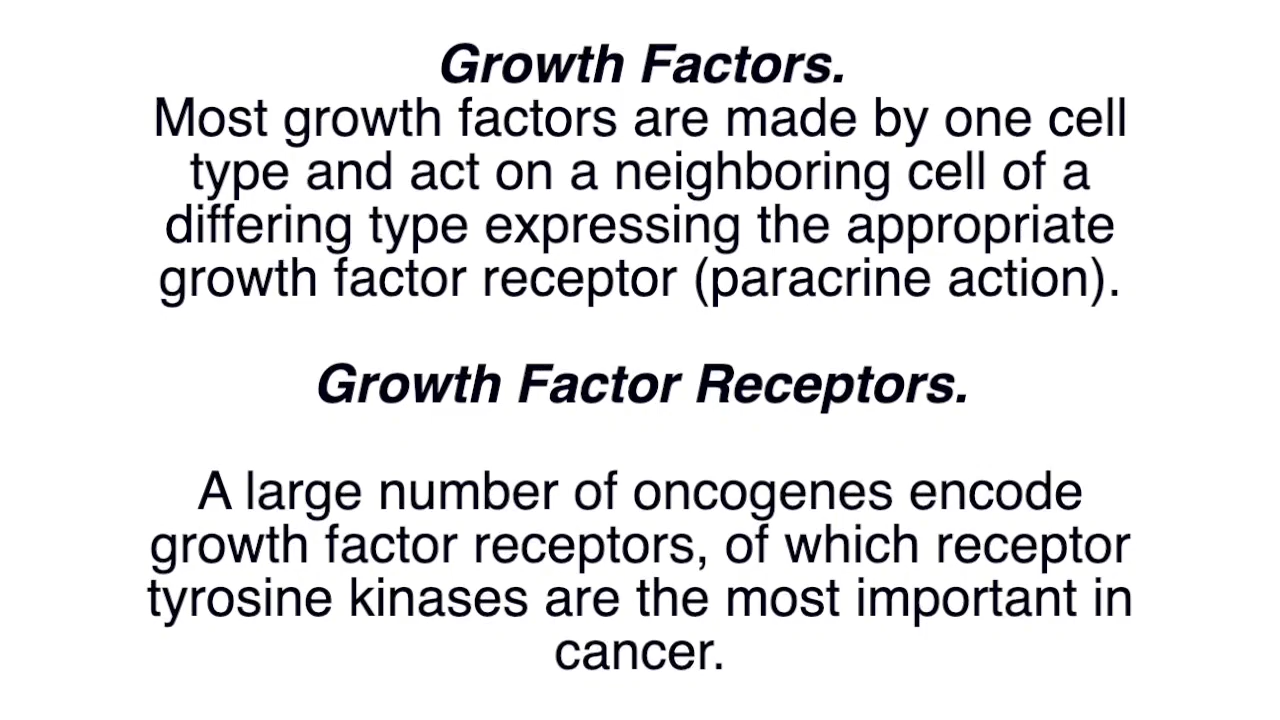 Growth Factors.
Most growth factors are made by one cell
type and act on a neighboring cell of a
differing type expressing the appropriate
growth factor receptor (paracrine action).
Growth Factor Receptors.
A large number of oncogenes encode
growth factor receptors, of which receptor
tyrosine kinases are the most important in
cancer.